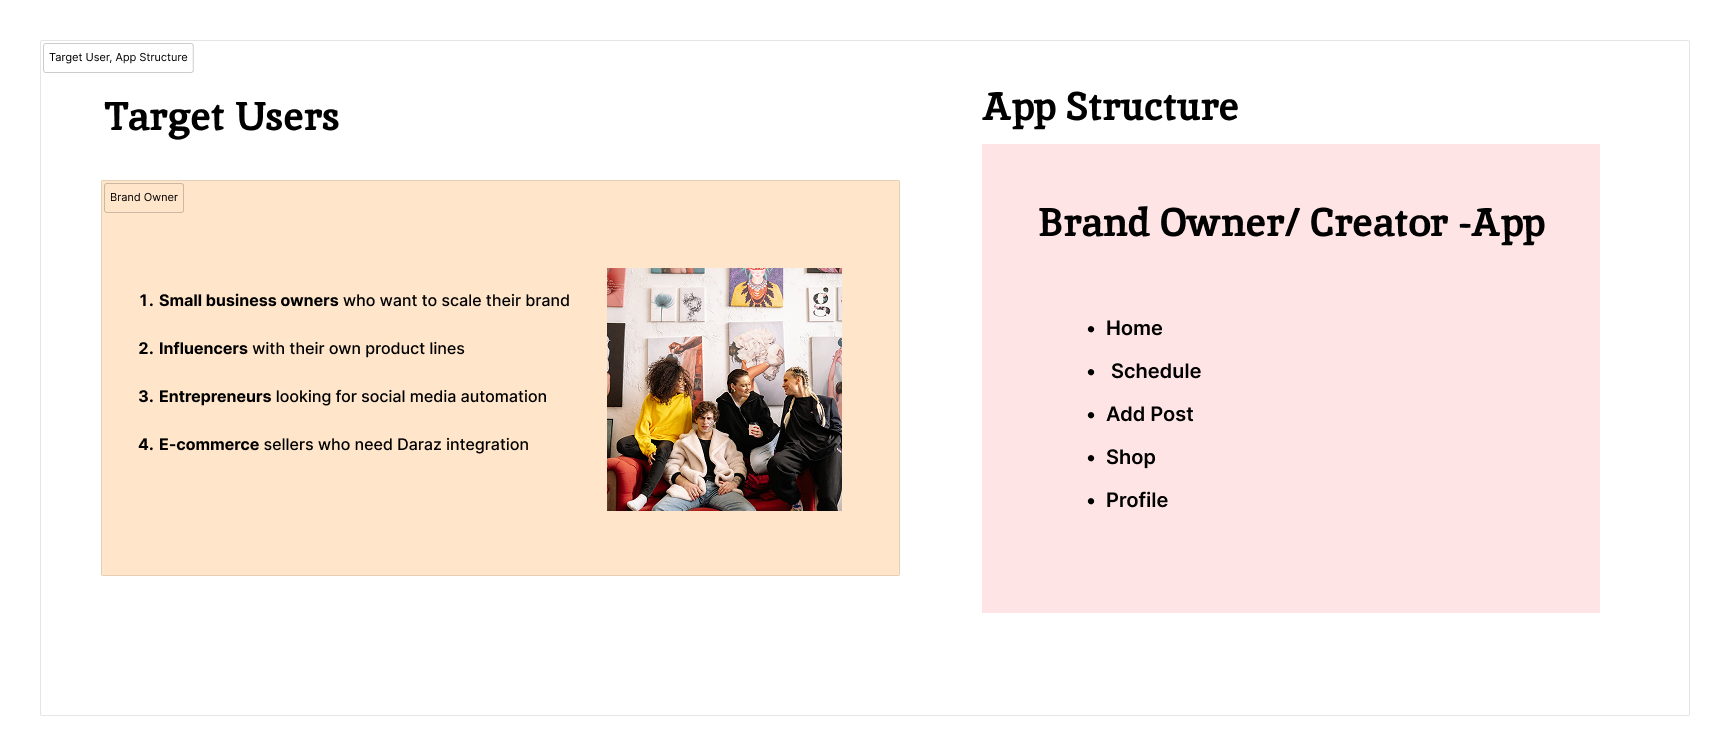 Target User, App Structure
Target Users
Brand Owner
1. Small business owners who want to scale their brand
2. Influencers with their own product lines
3. Entrepreneurs looking for social media automation
4. E-commerce sellers who need Daraz integration
g
App Structure
Brand Owner/ Creator -App
• Home
• Schedule
• Add Post
• Shop
• Profile